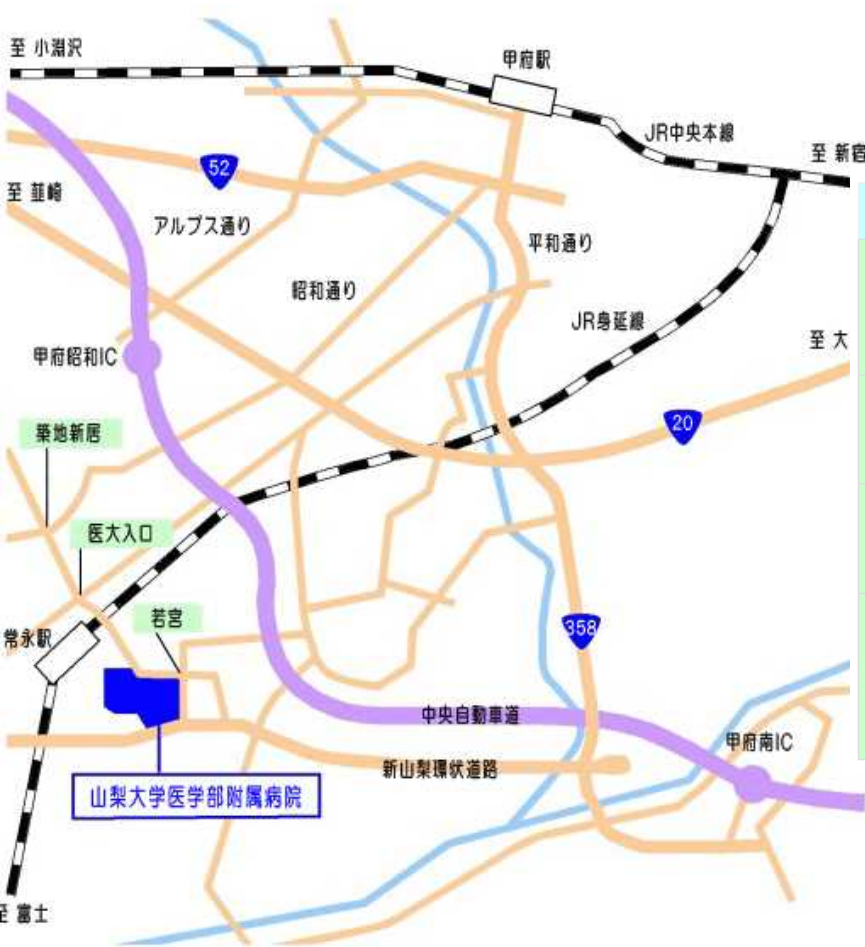 至 小淵沢
甲府駅
JR中央本線
至 新宿
52
至 韮崎
アルプス通り
平和通り
昭和通り
JR身延線
至 大
甲府昭和IC
20
築地新居
医大入口
若宮
358
常永駅
中央自動車道
甲府南IC
新山梨環状道路
山梨大学医学部附属病院
至 富士